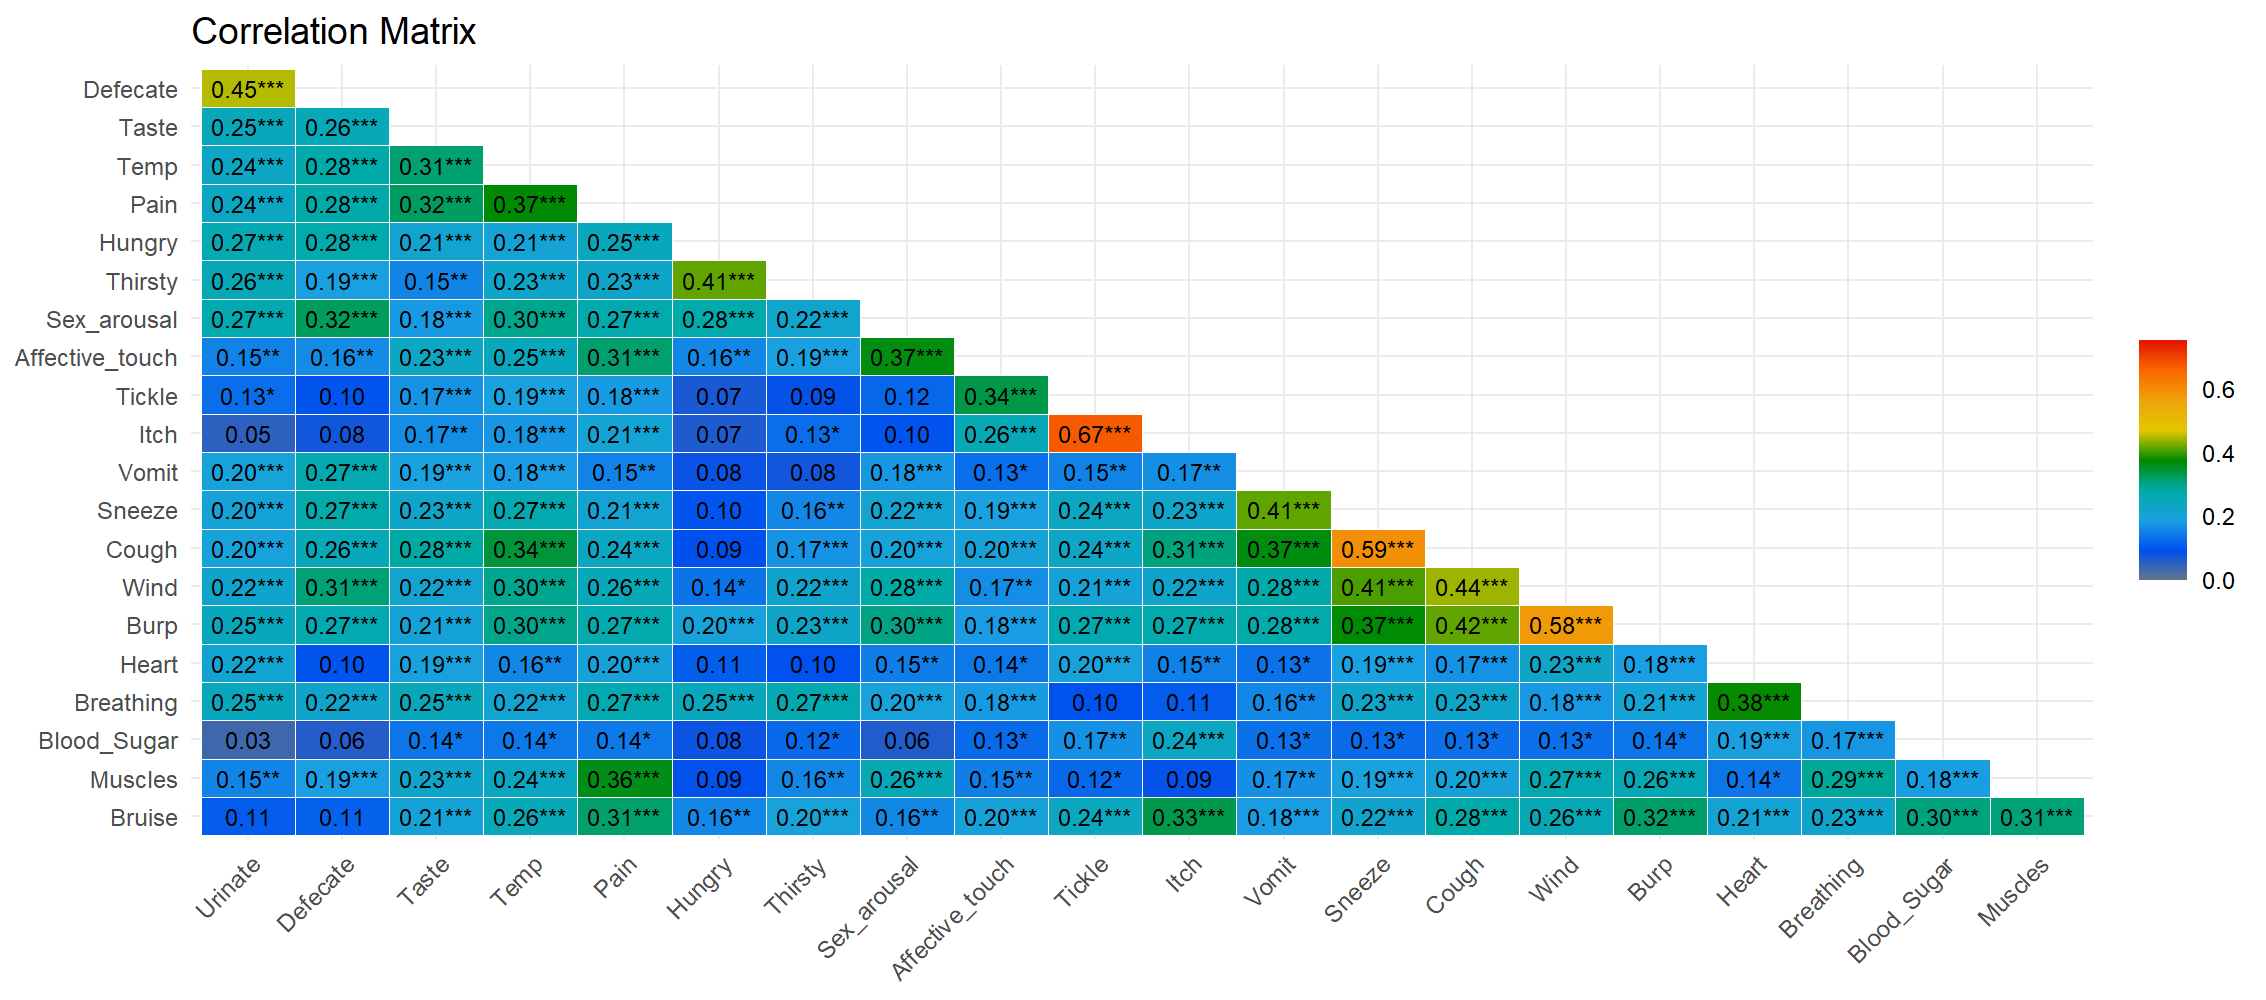 Correlation Matrix
Defecate 0.45***
Taste 0.25*** 0.26***
Temp 0.24*** 0.28*** 0.31***
Pain 0.24*** 0.28*** 0.32*** 0.37***
Hungry 0.27*** 0.28*** 0.21*** 0.21*** 0.25***
Thirsty 0.26*** 0.19*** 0.15** 0.23*** 0.23*** 0.41***
Sex_arousal 0.27*** 0.32*** 0.18*** 0.30*** 0.27*** 0.28*** 0.22***
Affective_touch 0.15** 0.16** 0.23*** 0.25*** 0.31*** 0.16** 0.19*** 0.37***
Tickle 0.13* 0.10 0.17*** 0.19*** 0.18*** 0.07 0.09 0.12 0.34***
Itch 0.05 0.08 0.17** 0.18*** 0.21*** 0.07 0.13* 0.10 0.26*** 0.67***
Vomit 0.20*** 0.27*** 0.19*** 0.18*** 0.15** 0.08 0.08 0.18*** 0.13* 0.15** 0.17**
Sneeze 0.20*** 0.27*** 0.23*** 0.27*** 0.21*** 0.10 0.16** 0.22*** 0.19*** 0.24*** 0.23*** 0.41***
Cough 0.20*** 0.26*** 0.28*** 0.34*** 0.24*** 0.09 0.17*** 0.20*** 0.20*** 0.24*** 0.31*** 0.37*** 0.59***
Wind 0.22*** 0.31*** 0.22*** 0.30*** 0.26*** 0.14* 0.22*** 0.28*** 0.17** 0.21*** 0.22*** 0.28*** 0.41*** 0.44***
Burp 0.25*** 0.27*** 0.21*** 0.30*** 0.27*** 0.20*** 0.23*** 0.30*** 0.18*** 0.27*** 0.27*** 0.28*** 0.37*** 0.42*** 0.58***
Heart 0.22*** 0.10 0.19*** 0.16** 0.20*** 0.11 0.10 0.15** 0.14* 0.20*** 0.15** 0.13* 0.19*** 0.17*** 0.23*** 0.18***
Breathing 0.25*** 0.22*** 0.25*** 0.22*** 0.27*** 0.25*** 0.27*** 0.20*** 0.18*** 0.10 0.11 0.16** 0.23*** 0.23*** 0.18*** 0.21*** 0.38***
Blood_Sugar 0.03 0.06 0.14* 0.14* 0.14* 0.08 0.12* 0.06 0.13* 0.17** 0.24*** 0.13* 0.13* 0.13* 0.13* 0.14* 0.19*** 0.17***
Muscles 0.15** 0.19*** 0.23*** 0.24*** 0.36*** 0.09 0.16** 0.26*** 0.15** 0.12* 0.09 0.17** 0.19*** 0.20*** 0.27*** 0.26*** 0.14* 0.29*** 0.18***
Bruise 0.11 0.11 0.21*** 0.26*** 0.31*** 0.16** 0.20*** 0.16** 0.20*** 0.24*** 0.33*** 0.18*** 0.22*** 0.28*** 0.26*** 0.32*** 0.21*** 0.23*** 0.30*** 0.31***
Urinate Defecate Taste Temp Pain Hungry Thirsty Sex_arousal Affective_touch Tickle Itch Vomit Sneeze Cough Wind Burp Heart Breathing Blood_Sugar Muscles
0.6
0.4
0.2
0.0